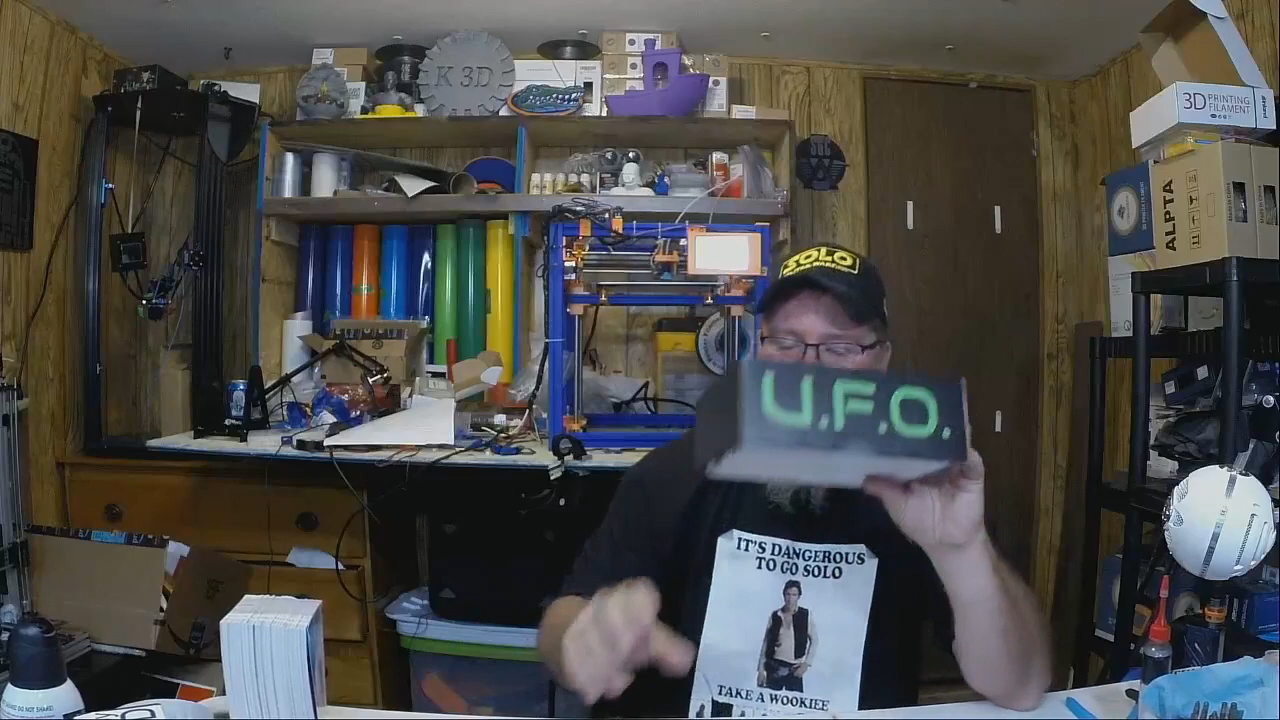 K 3D
3D PRINTING
FILAMENT
ALPTA
SOLO
U.F.O.
IT'S DANGEROUS
TO GO SOLO
TAKE A WOOKIEE